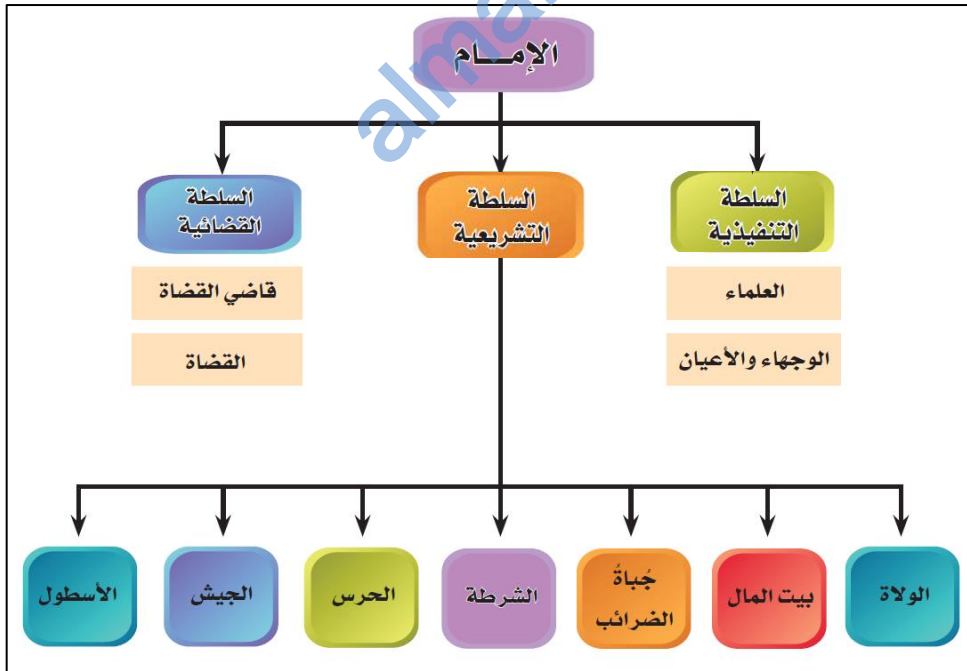 الإمـــام
السلطة
التنفيذية
السلطة
التشريعية
السلطة
القضائية
العلماء
الوجهاء والأعيان
قاضي القضاة
القضاة
الولاة
بيت المال
جُباةُ
الضرائب
الشرطة
الحرس
الجيش
الأسطول
alma